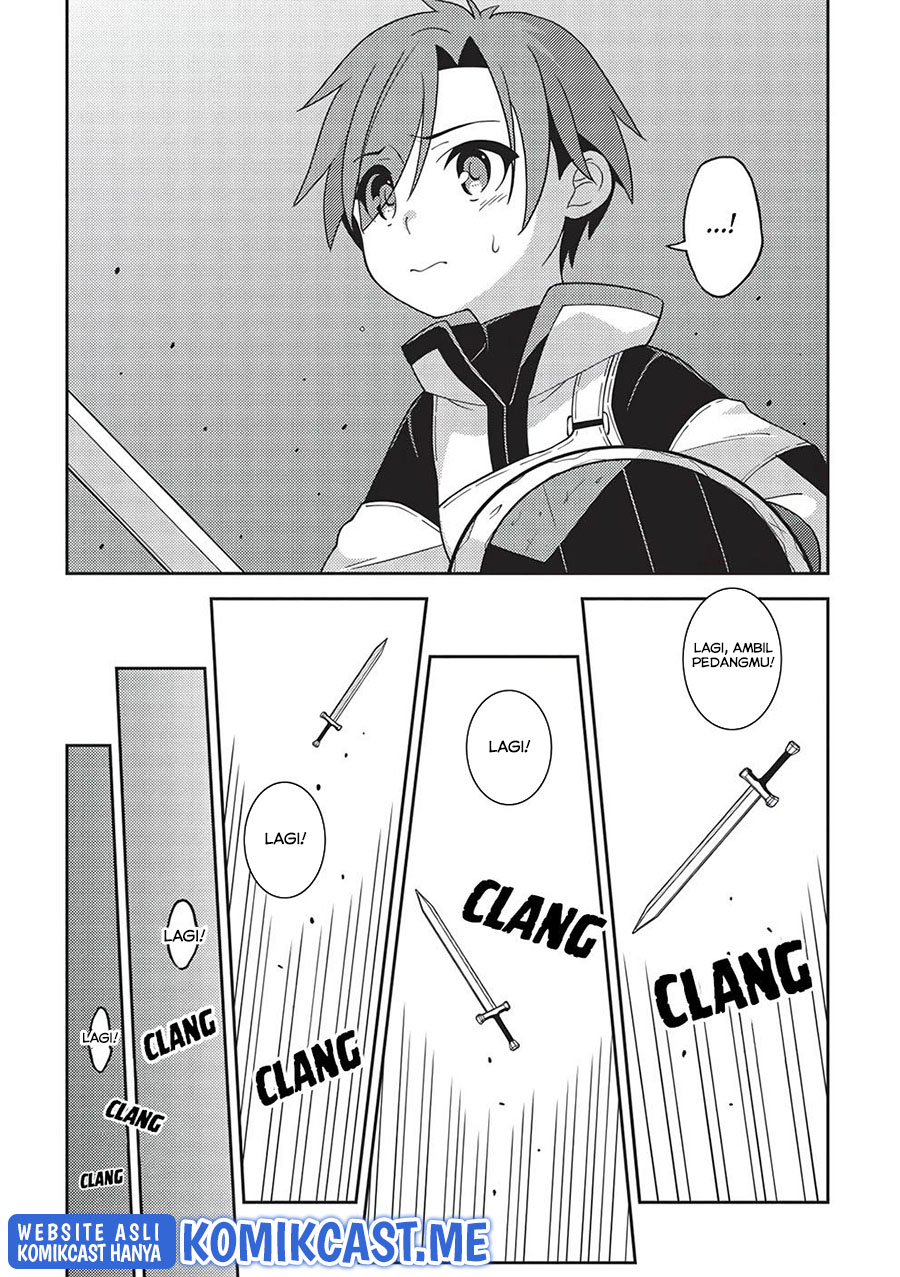 ...!
LAGI, AMBIL
PEDANGMU!
CLANG
LAGI!
CLANG
LAGI!
CLANG
LAGI!
CLANG
LAGI!
CLANG
CLANG
WEBSITE ASLI
KOMIKCAST HANYA
KOMIKCAST.ME